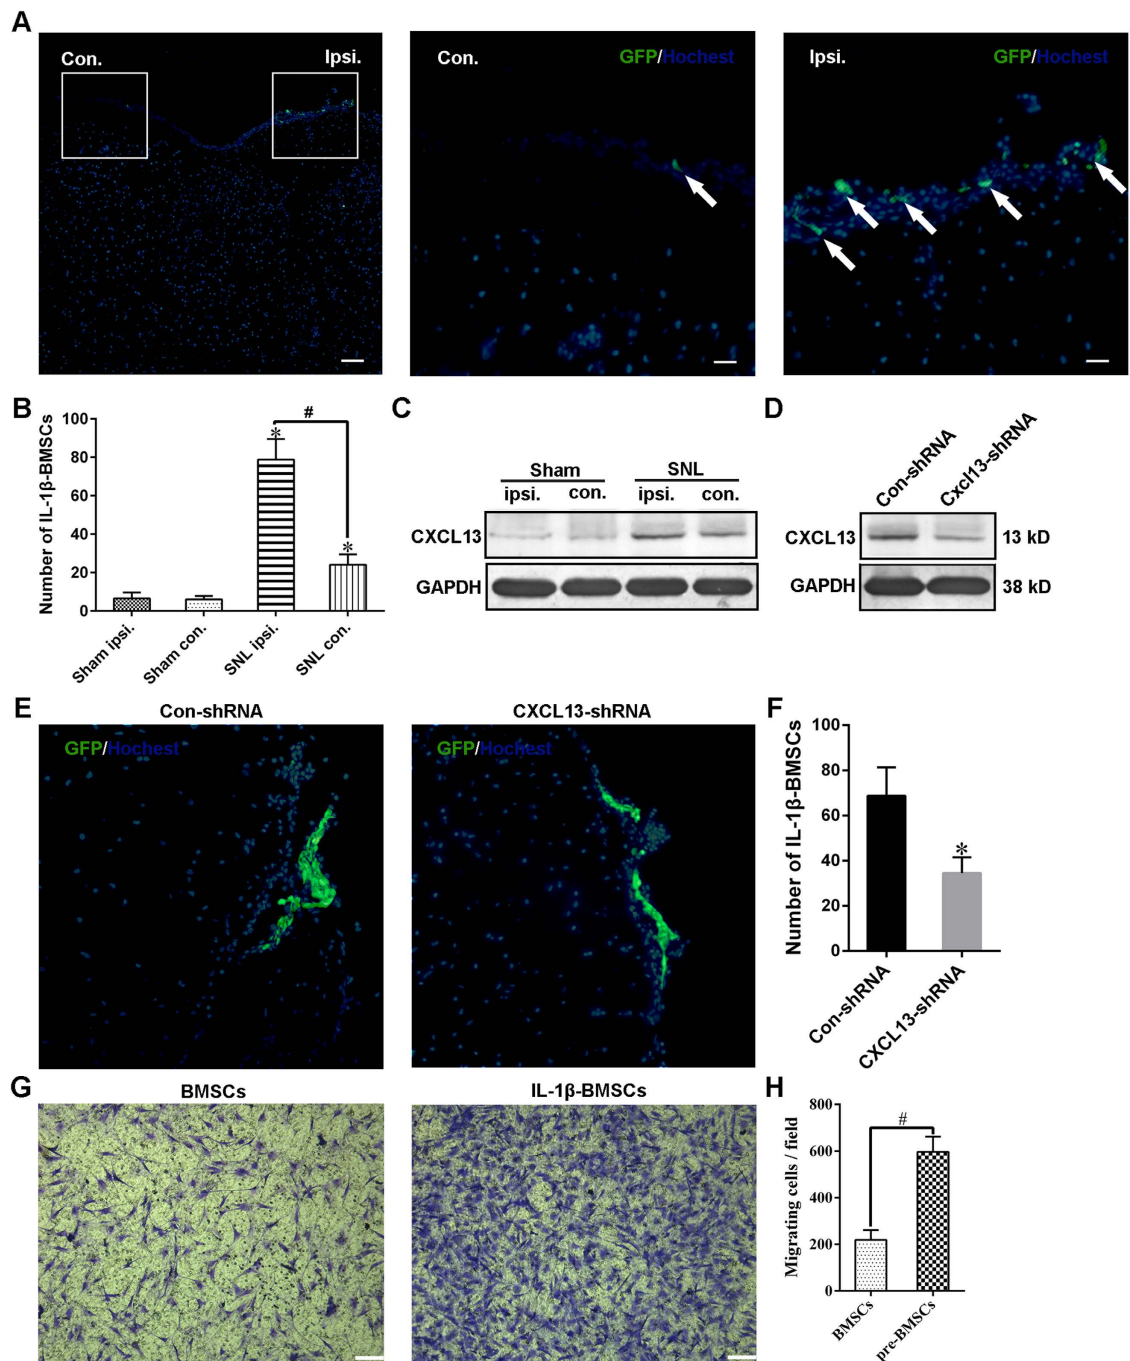 A
Con.
Ipsi.
Con.
GFP/Hochest
Ipsi.
GFP/Hochest
B
Number of IL-1β-BMSCs
100
80
60
40
20
0
#
*
*
Sham ipsi.
Sham con.
SNL ipsi.
SNL con.
C
Sham
SNL
ipsi.
con.
ipsi.
con.
CXCL13
GAPDH
D
Con-shRNA
Cxcl13-shRNA
CXCL13
13 kD
GAPDH
38 kD
E
Con-shRNA
GFP/Hochest
CXCL13-shRNA
GFP/Hochest
F
Number of IL-1β-BMSCs
100
80
60
40
20
0
*
Con-shRNA
CXCL13-shRNA
G
BMSCs
IL-1β-BMSCs
H
Migrating cells / field
800
600
400
200
0
#
BMSCs
pre-BMSCs